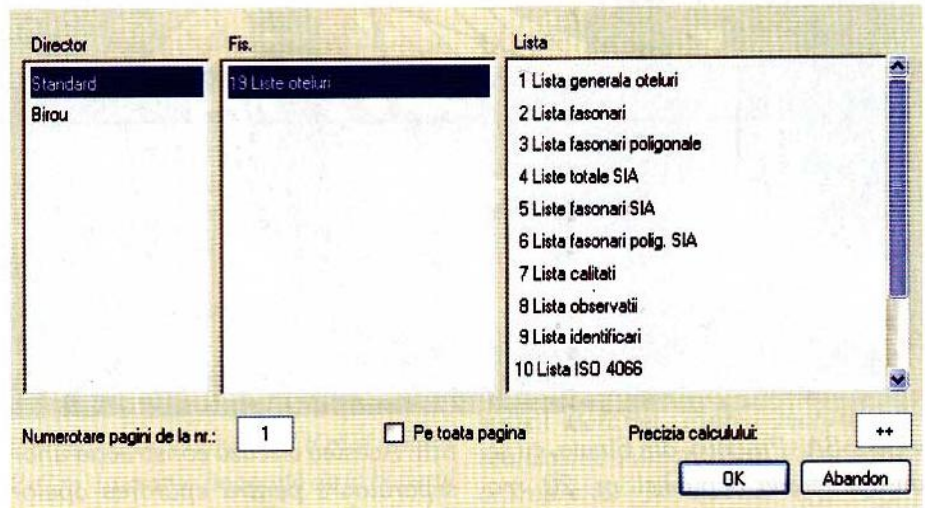 Director
Fis.
Lista
Standard
Birou
19 Liste oteluri
1 Lista generala oteluri
2 Lista fasonari
3 Lista fasonari poligonale
4 Liste totale SIA
5 Liste fasonari SIA
6 Lista fasonari polig. SIA
7 Lista calitati
8 Lista observatii
9 Lista identificari
10 Lista ISO 4066
Numerotare pagini de la nr.: 1
Pe toata pagina
Precizia calculului: ++
OK
Abandon